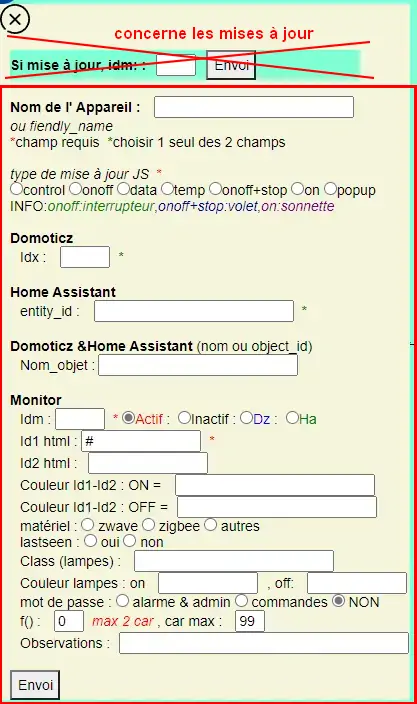 concerne les mises à jour
Si mise à jour, idm: : Envoi
Nom de l' Appareil :
ou fiendly_name
*champ requis *choisir 1 seul des 2 champs
type de mise à jour JS *
control onoff data temp onoff+stop on popup
INFO:onoff:interrupteur,onoff+stop:volet,on:sonnette
Domoticz
Idx : *
Home Assistant
entity_id : *
Domoticz &Home Assistant (nom ou object_id)
Nom_objet :
Monitor
Idm : * Actif : Inactif : Dz : Ha
Id1 html : # *
Id2 html :
Couleur Id1-Id2 : ON =
Couleur Id1-Id2 : OFF =
matériel : zwave zigbee autres
lastseen : oui non
Class (lampes) :
Couleur lampes : on , off:
mot de passe : alarme & admin commandes NON
f() : 0 max 2 car , car max : 99
Observations :
Envoi